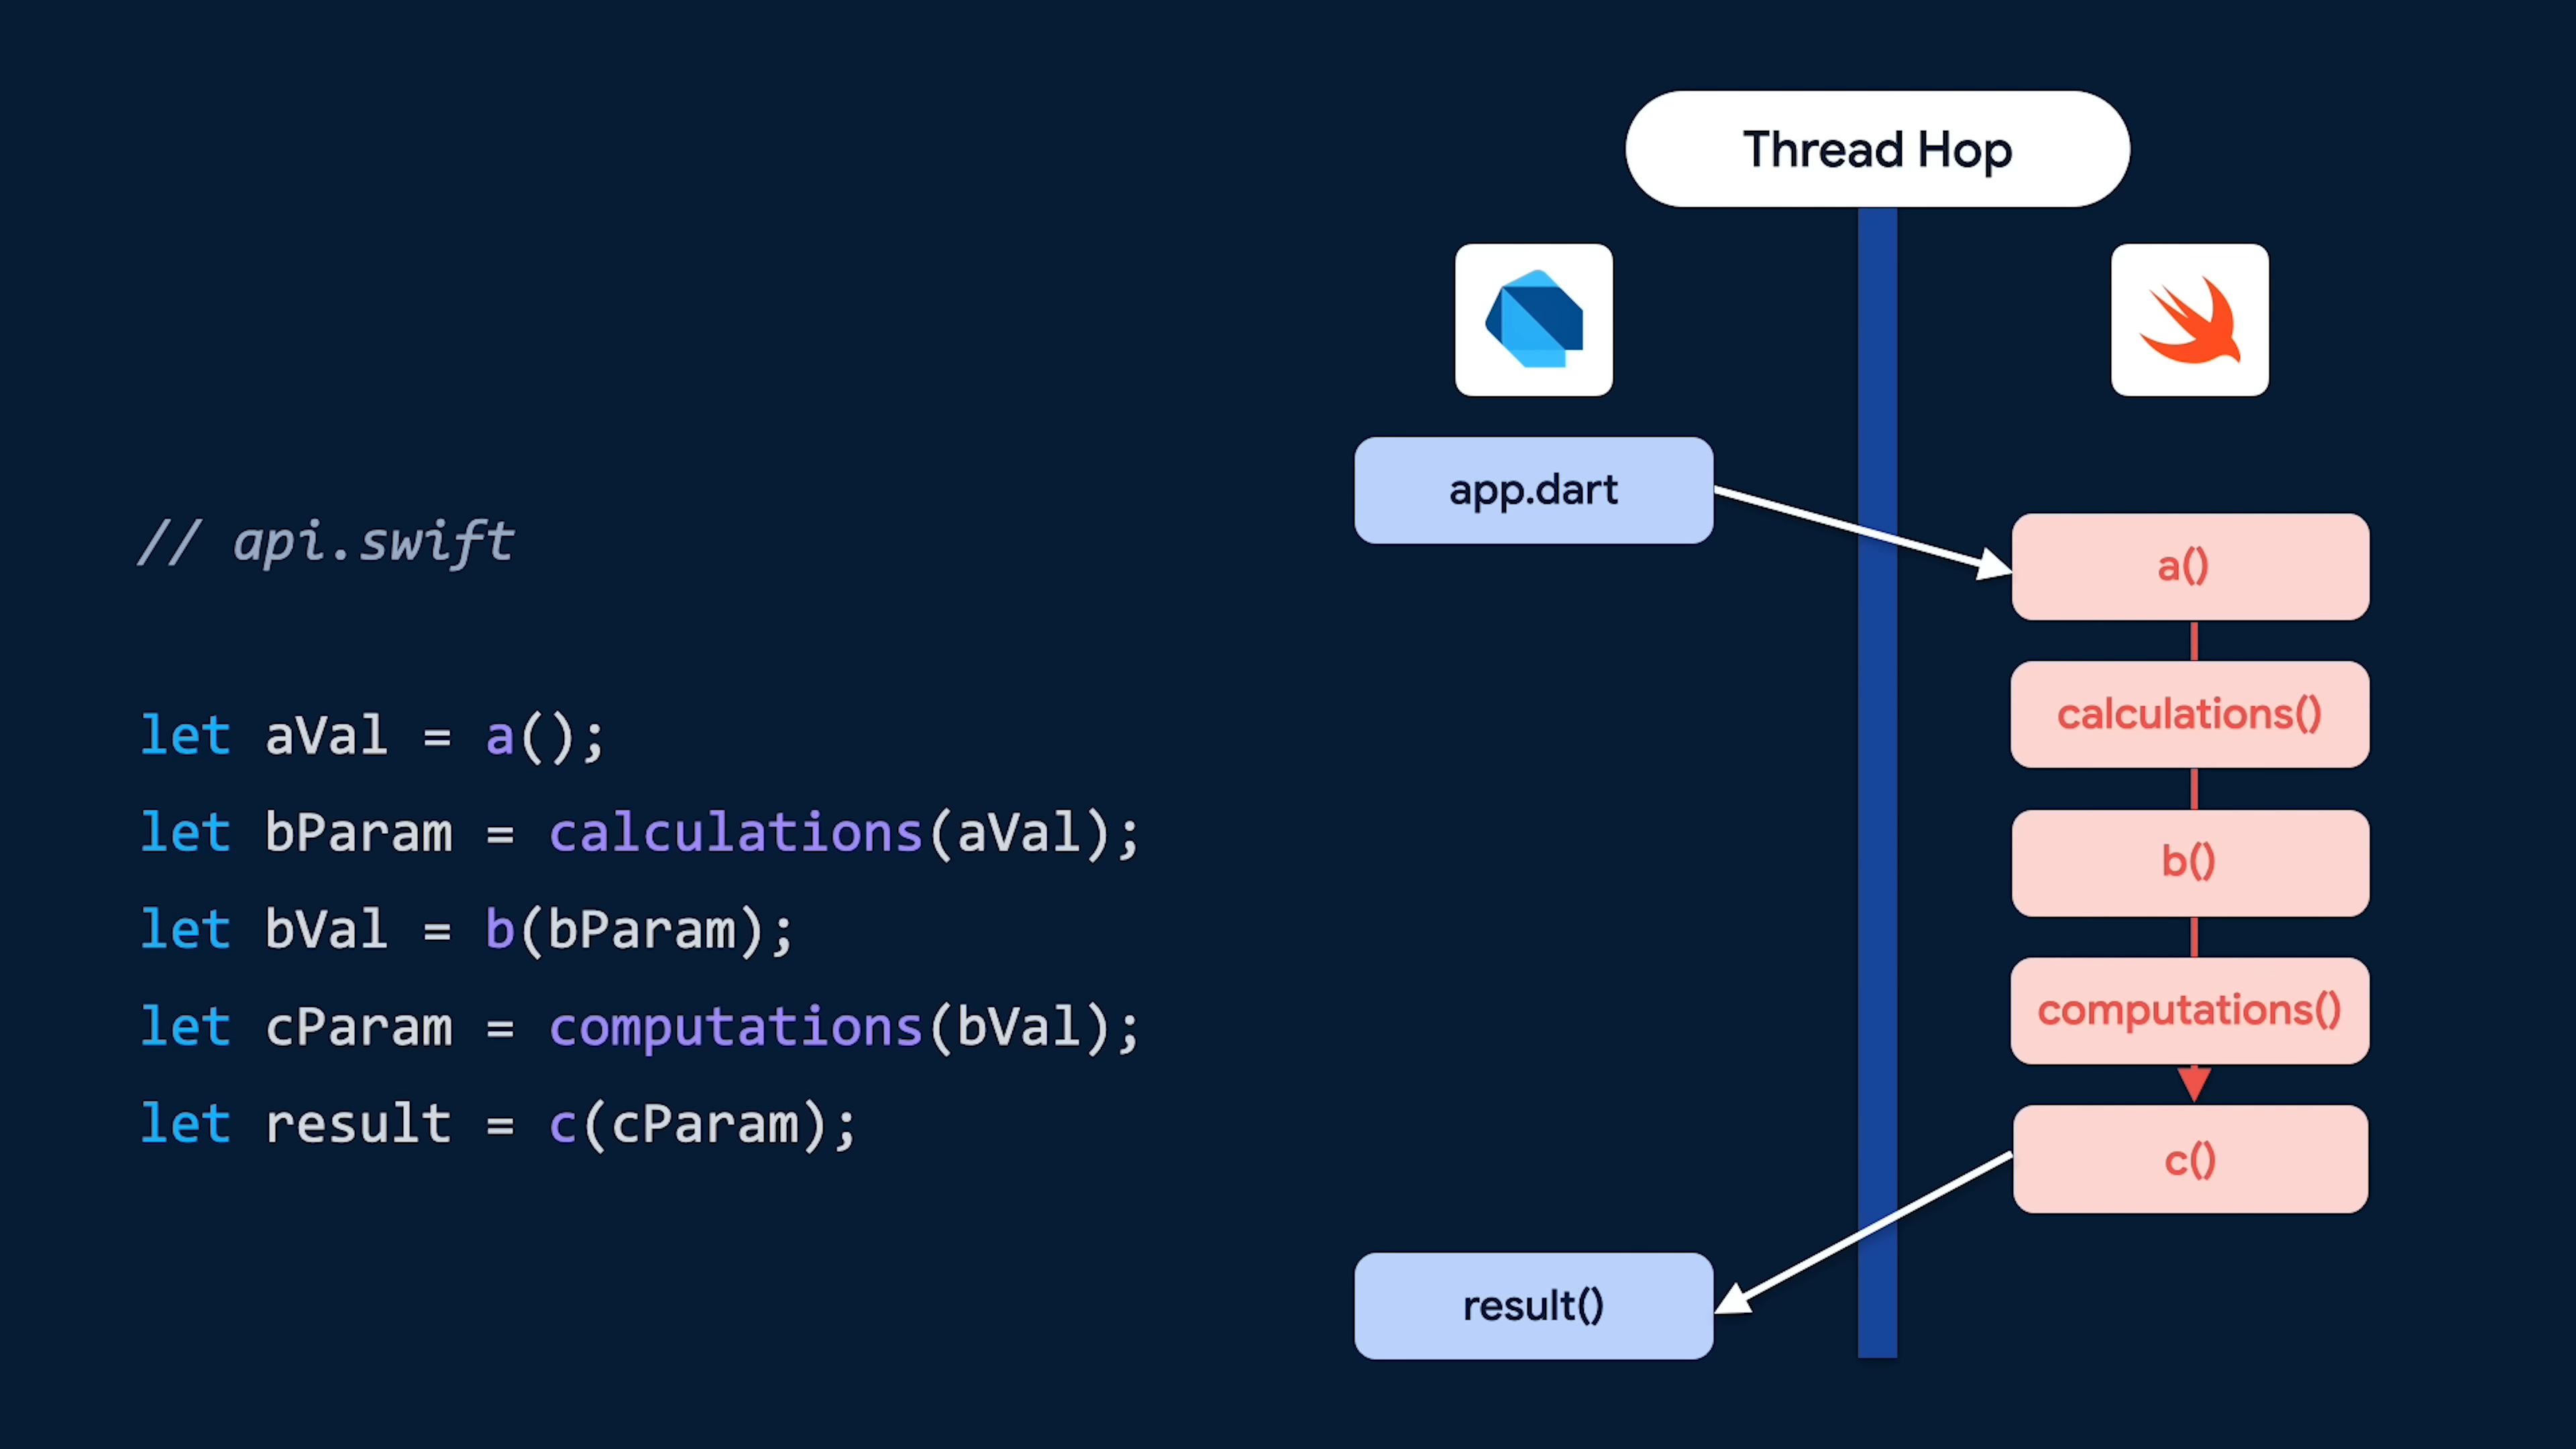 // api.swift
let aVal = a();
let bParam = calculations(aVal);
let bVal = b(bParam);
let cParam = computations(bVal);
let result = c(cParam);
Thread Hop
app.dart
a()
calculations()
b()
computations()
c()
result()